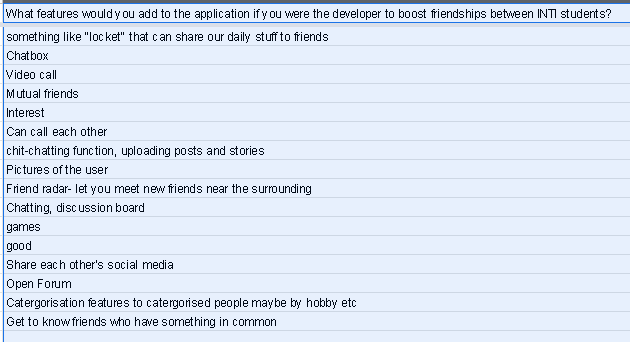 What features would you add to the application if you were the developer to boost friendships between INTI students?
something like "locket" that can share our daily stuff to friends
Chatbox
Video call
Mutual friends
Interest
Can call each other
chit-chatting function, uploading posts and stories
Pictures of the user
Friend radar- let you meet new friends near the surrounding
Chatting, discussion board
games
good
Share each other's social media
Open Forum
Catergorisation features to catergorised people maybe by hobby etc
Get to know friends who have something in common